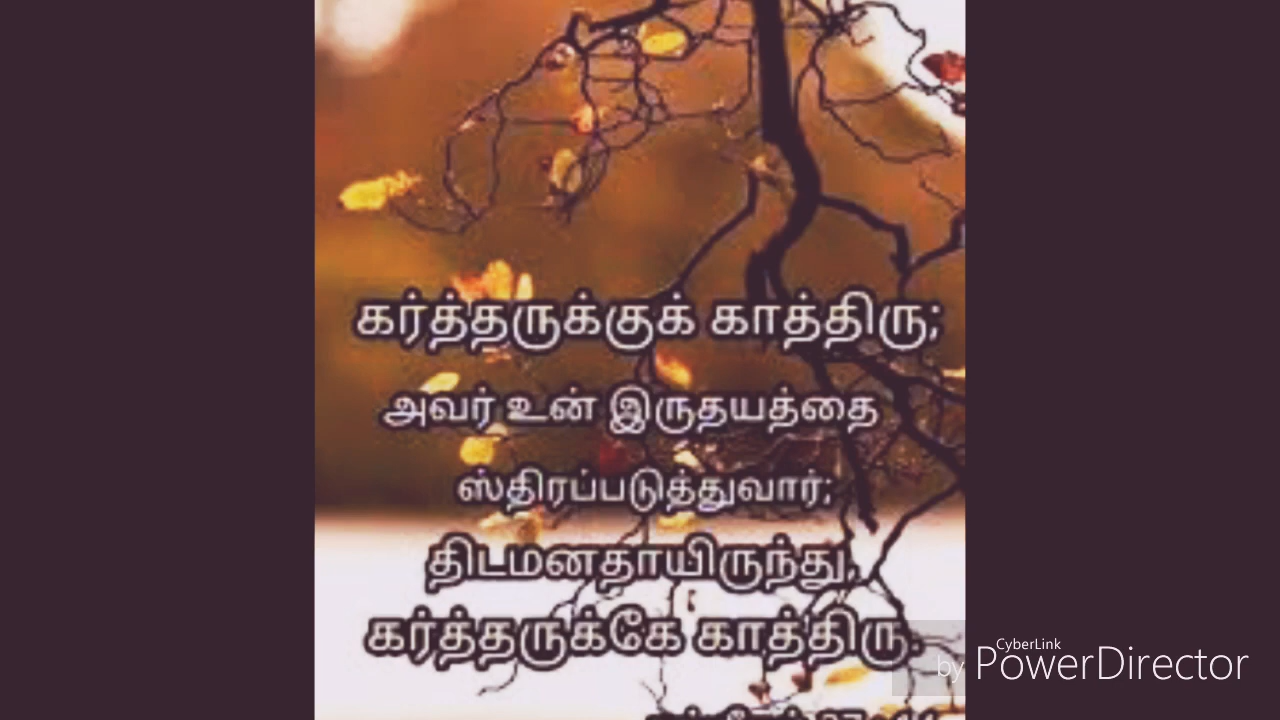 கர்த்தருக்குக் காத்திரு;
அவர் உன் இருதயத்தை
ஸ்திரப்படுத்துவார்;
திடமனதாயிருந்து,
கர்த்தருக்கே காத்திரு.
CyberLink
by PowerDirector